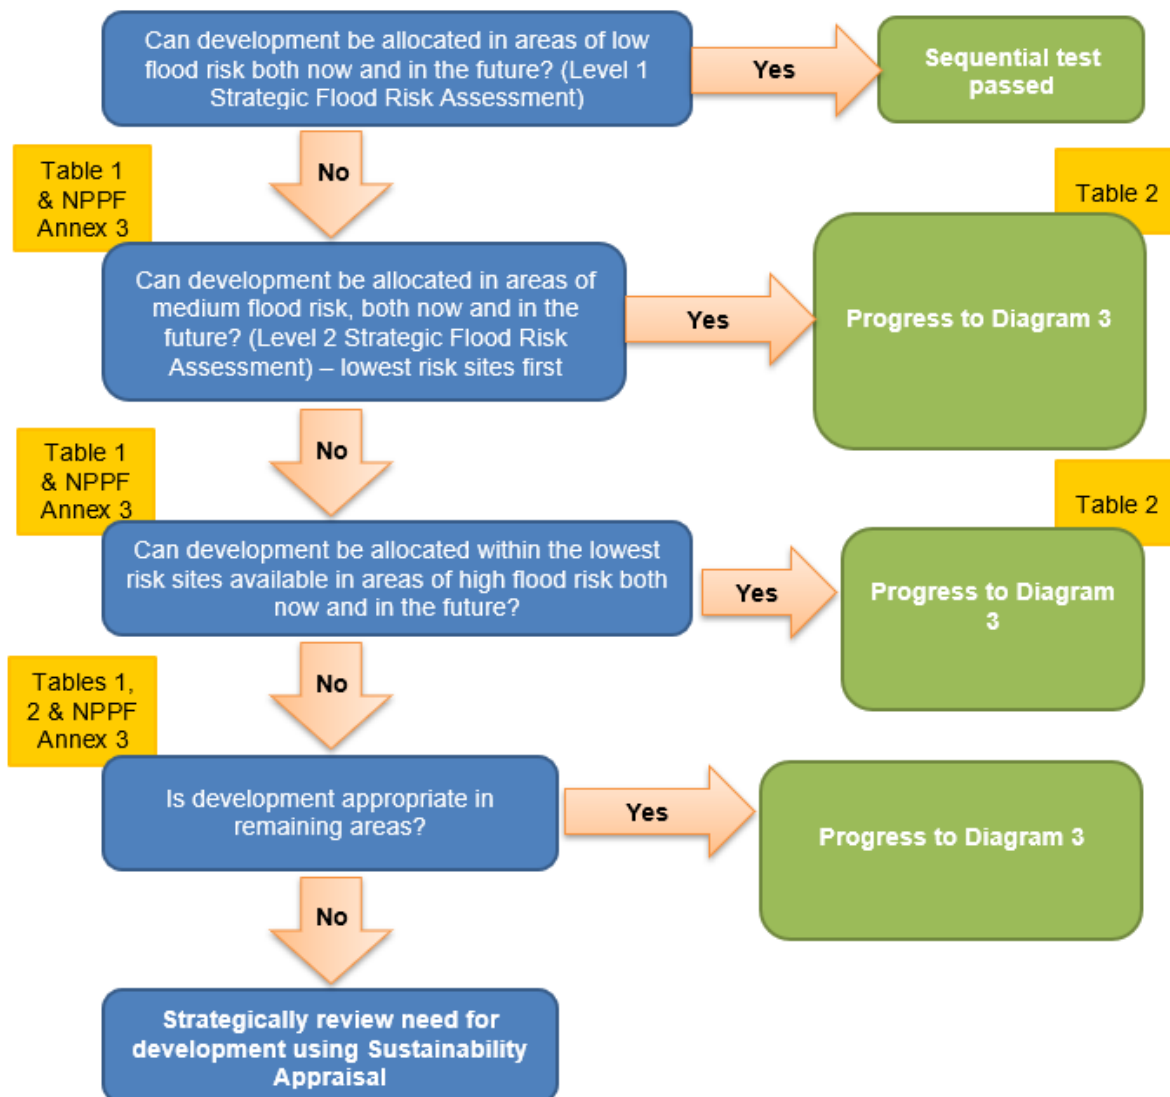 Can development be allocated in areas of low
flood risk both now and in the future? (Level 1
Strategic Flood Risk Assessment)
Yes
Sequential test
passed
No
Table 1
& NPPF
Annex 3
Table 2
Can development be allocated in areas of
medium flood risk, both now and in the
future? (Level 2 Strategic Flood Risk
Assessment) – lowest risk sites first
Yes
Progress to Diagram 3
No
Table 1
& NPPF
Annex 3
Table 2
Can development be allocated within the lowest
risk sites available in areas of high flood risk both
now and in the future?
Yes
Progress to Diagram
3
No
Tables 1,
2 & NPPF
Annex 3
Is development appropriate in
remaining areas?
Yes
Progress to Diagram 3
No
Strategically review need for
development using Sustainability
Appraisal